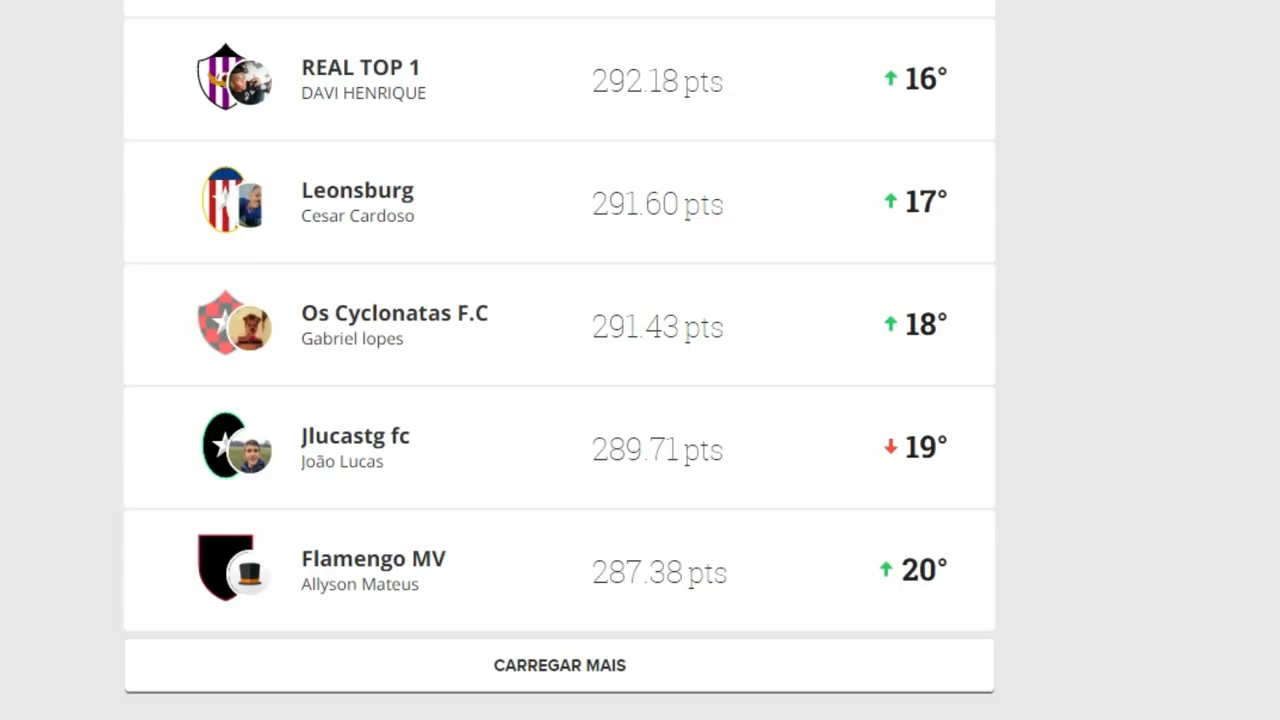 REAL TOP 1
DAVI HENRIQUE
292.18 pts
16°
Leonsburg
Cesar Cardoso
291.60 pts
17°
Os Cyclonatas F.C
Gabriel lopes
291.43 pts
18°
Jlucastg fc
João Lucas
289.71 pts
19°
Flamengo MV
Allyson Mateus
287.38 pts
20°
CARREGAR MAIS